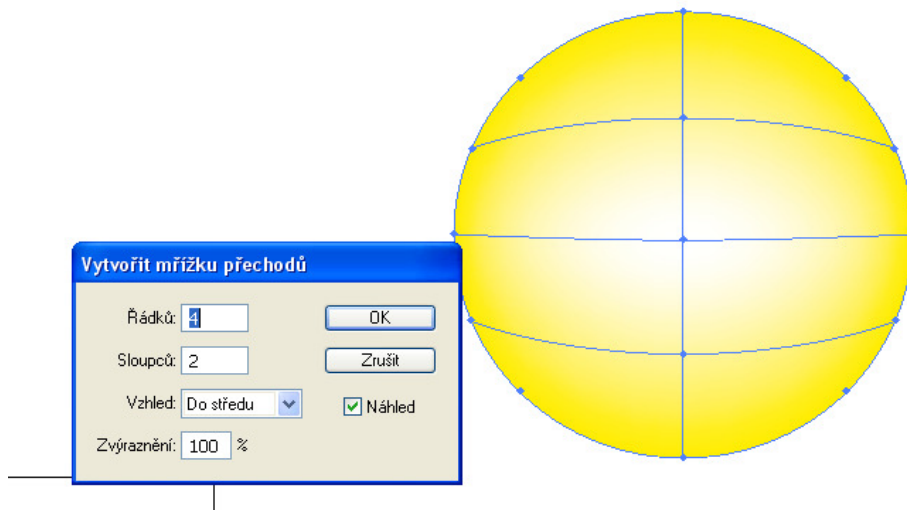 Vytvořit mřížku přechodů
Řádků: 4
OK
Sloupců: 2
Zrušit
Vzhled: Do středu
Náhled
Zvýraznění: 100 %